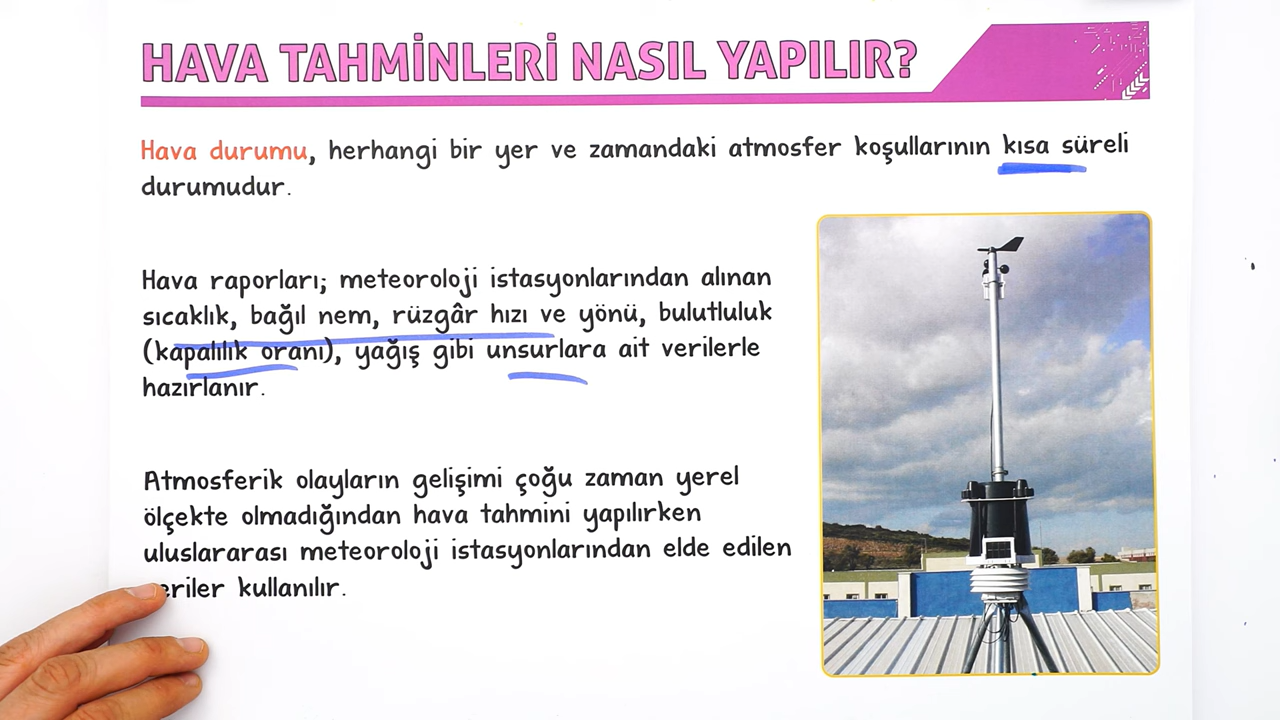 HAVA TAHMİNLERİ NASIL YAPILIR?
Hava durumu, herhangi bir yer ve zamandaki atmosfer koşullarının kısa süreli
durumudur.
Hava raporları; meteoroloji istasyonlarından alınan
sıcaklık, bağıl nem, rüzgâr hızı ve yönü, bulutluluk
(kapalılık oranı), yağış gibi unsurlara ait verilerle
hazırlanır.
Atmosferik olayların gelişimi çoğu zaman yerel
ölçekte olmadığından hava tahmini yapılırken
uluslararası meteoroloji istasyonlarından elde edilen
eriler kullanılır.